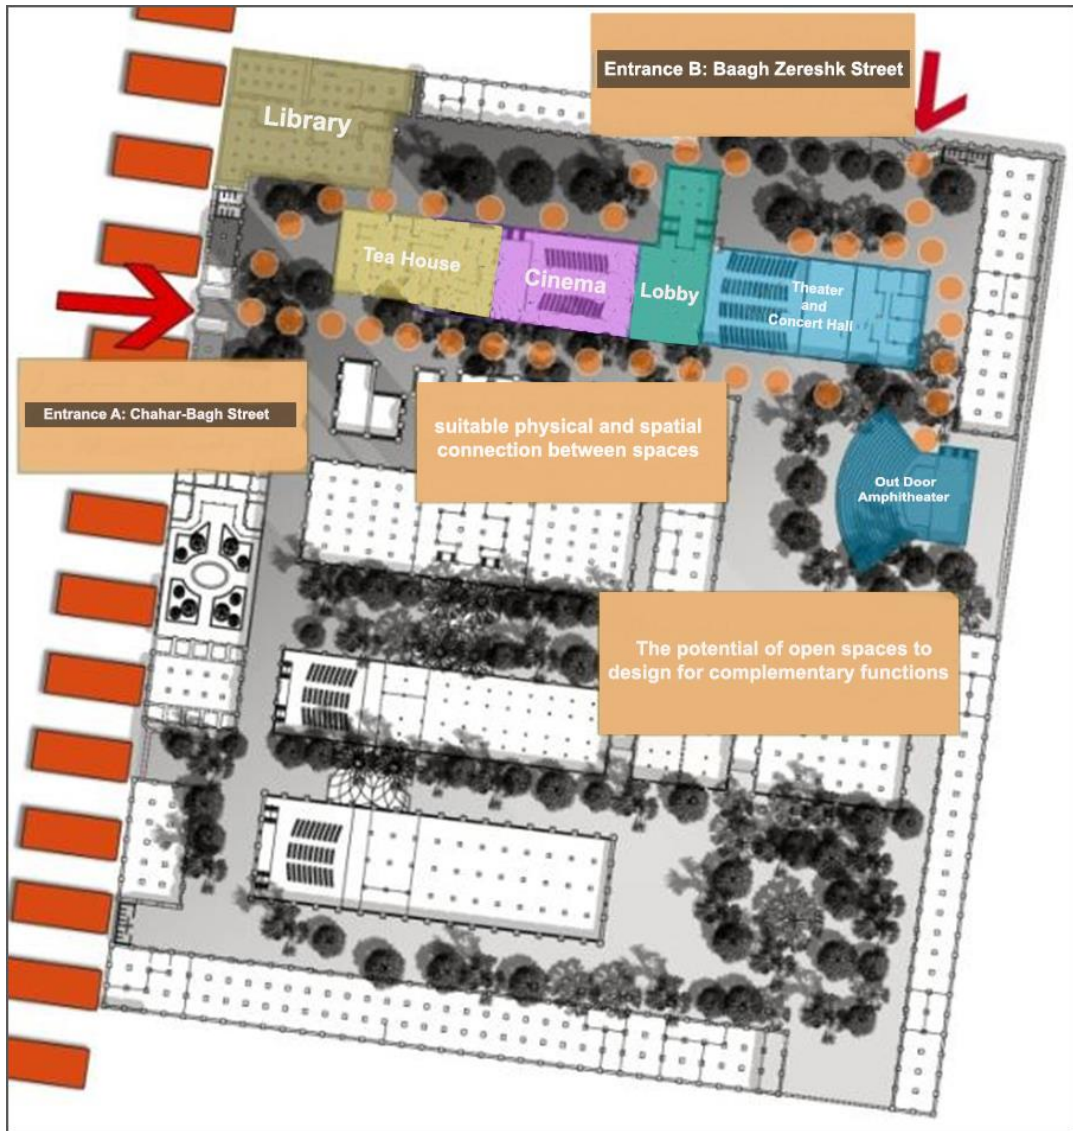 Entrance B: Baagh Zereshk Street
Library
Tea House
Cinema
Lobby
Theater
and
Concert Hall
Entrance A: Chahar-Bagh Street
suitable physical and spatial
connection between spaces
Out Door
Amphitheater
The potential of open spaces to
design for complementary functions